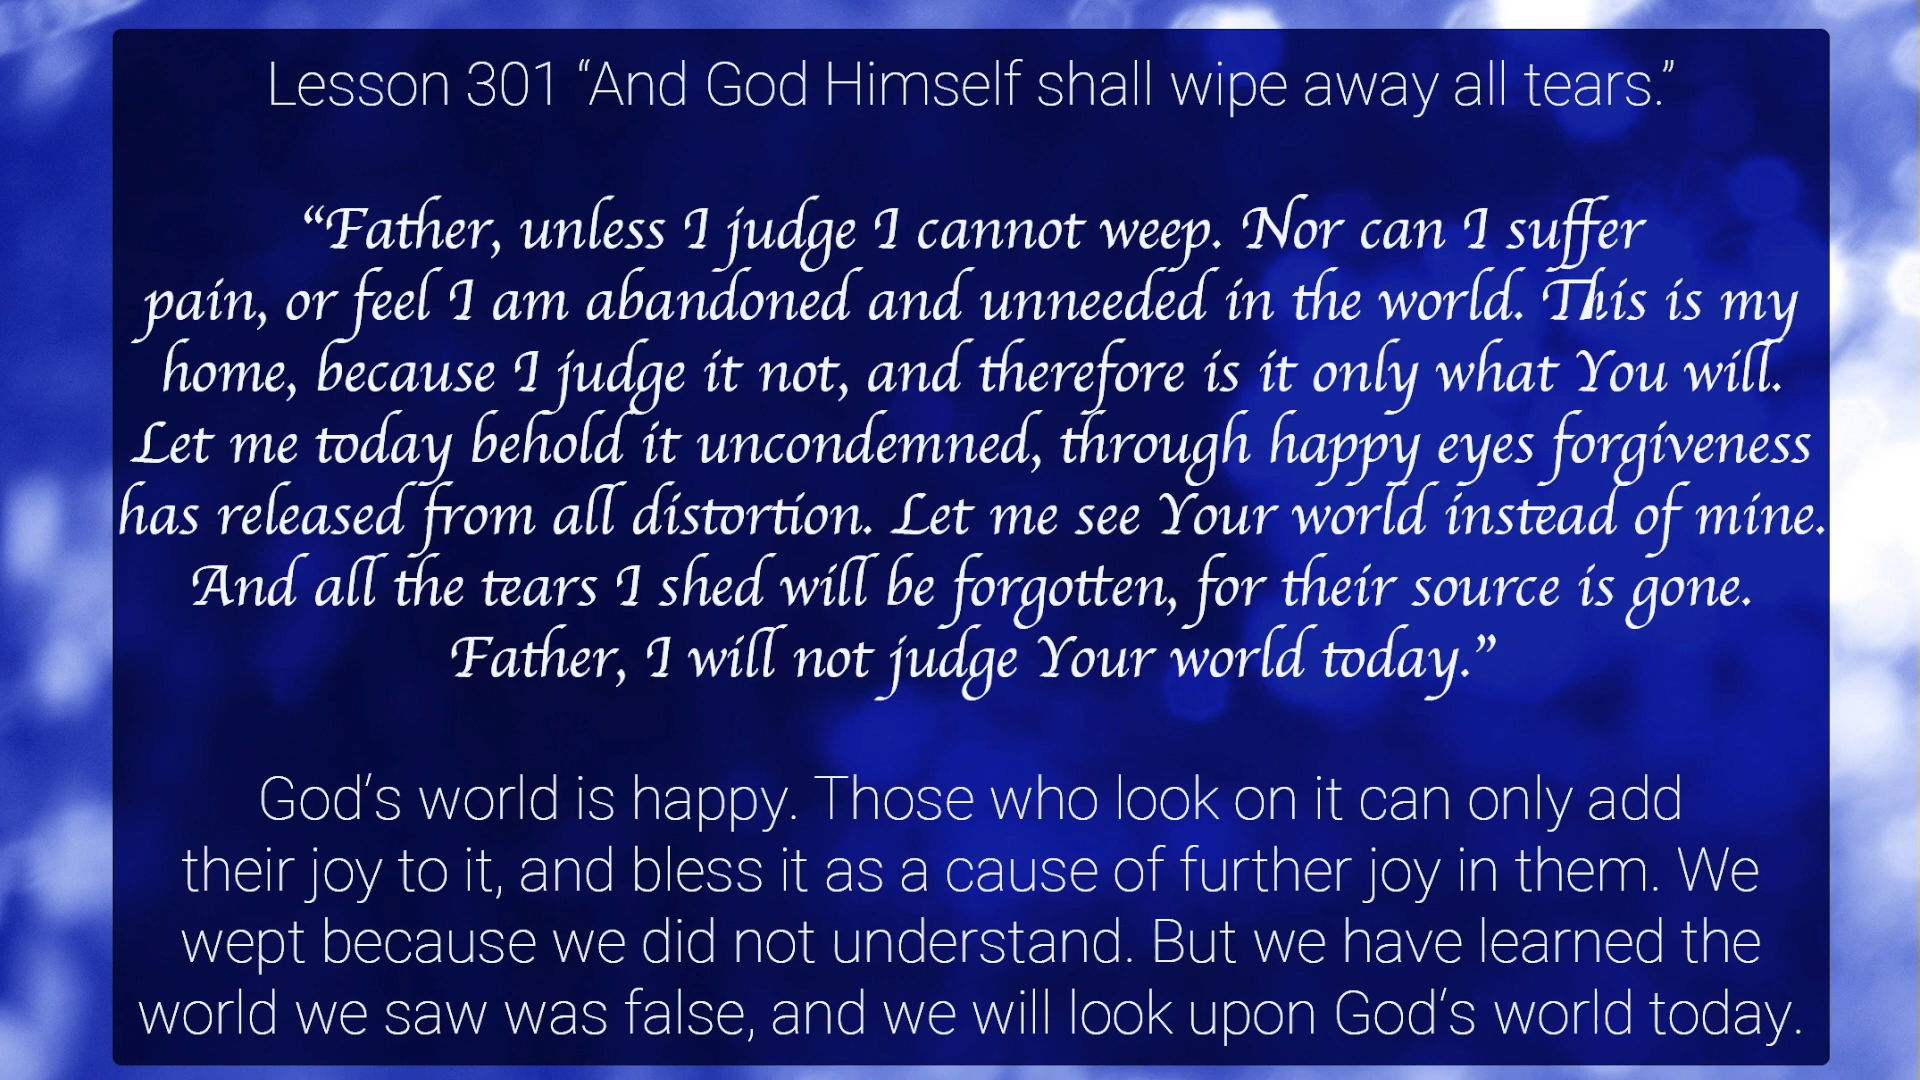 Lesson 301 “And God Himself shall wipe away all tears.”
“Father, unless I judge I cannot weep. Nor can I suffer
pain, or feel I am abandoned and unneeded in the world. This is my
home, because I judge it not, and therefore is it only what You will.
Let me today behold it uncondemned, through happy eyes forgiveness
has released from all distortion. Let me see Your world instead of mine.
And all the tears I shed will be forgotten, for their source is gone.
Father, I will not judge Your world today.”
God‘s world is happy. Those who look on it can only add
their joy to it, and bless it as a cause of further joy in them. We
wept because we did not understand. But we have learned the
world we saw was false, and we will look upon God‘s world today.